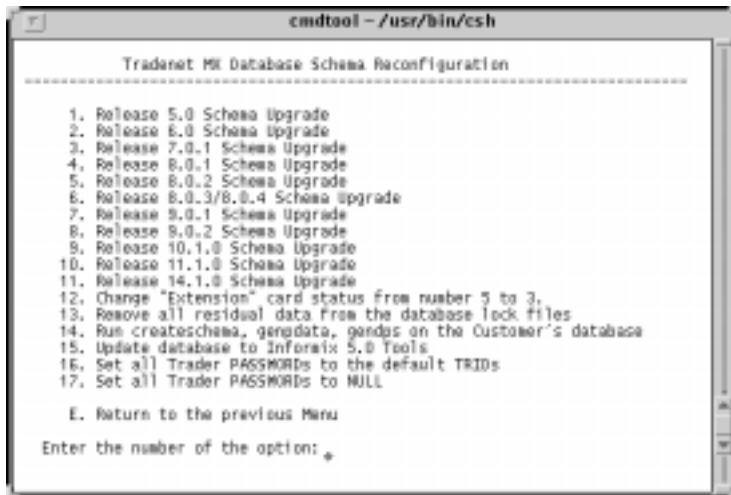 cmdtool - /usr/bin/csh
Tradenet MX Database Schema Reconfiguration
1. Release 5.0 Schema Upgrade
2. Release 6.0 Schema Upgrade
3. Release 7.0.1 Schema Upgrade
4. Release 8.0.1 Schema Upgrade
5. Release 8.0.2 Schema Upgrade
6. Release 8.0.3/8.0.4 Schema Upgrade
7. Release 9.0.1 Schema Upgrade
8. Release 9.0.2 Schema Upgrade
9. Release 10.1.0 Schema Upgrade
10. Release 11.1.0 Schema Upgrade
11. Release 14.1.0 Schema Upgrade
12. Change "Extension" card status from number 5 to 3.
13. Remove all residual data from the database lock files
14. Run createschema, genpdata, gendps on the Customer's database
15. Update database to Informix 5.0 Tools
16. Set all Trader PASSWORDs to the default TRIDs
17. Set all Trader PASSWORDs to NULL
E. Return to the previous Menu
Enter the number of the option: